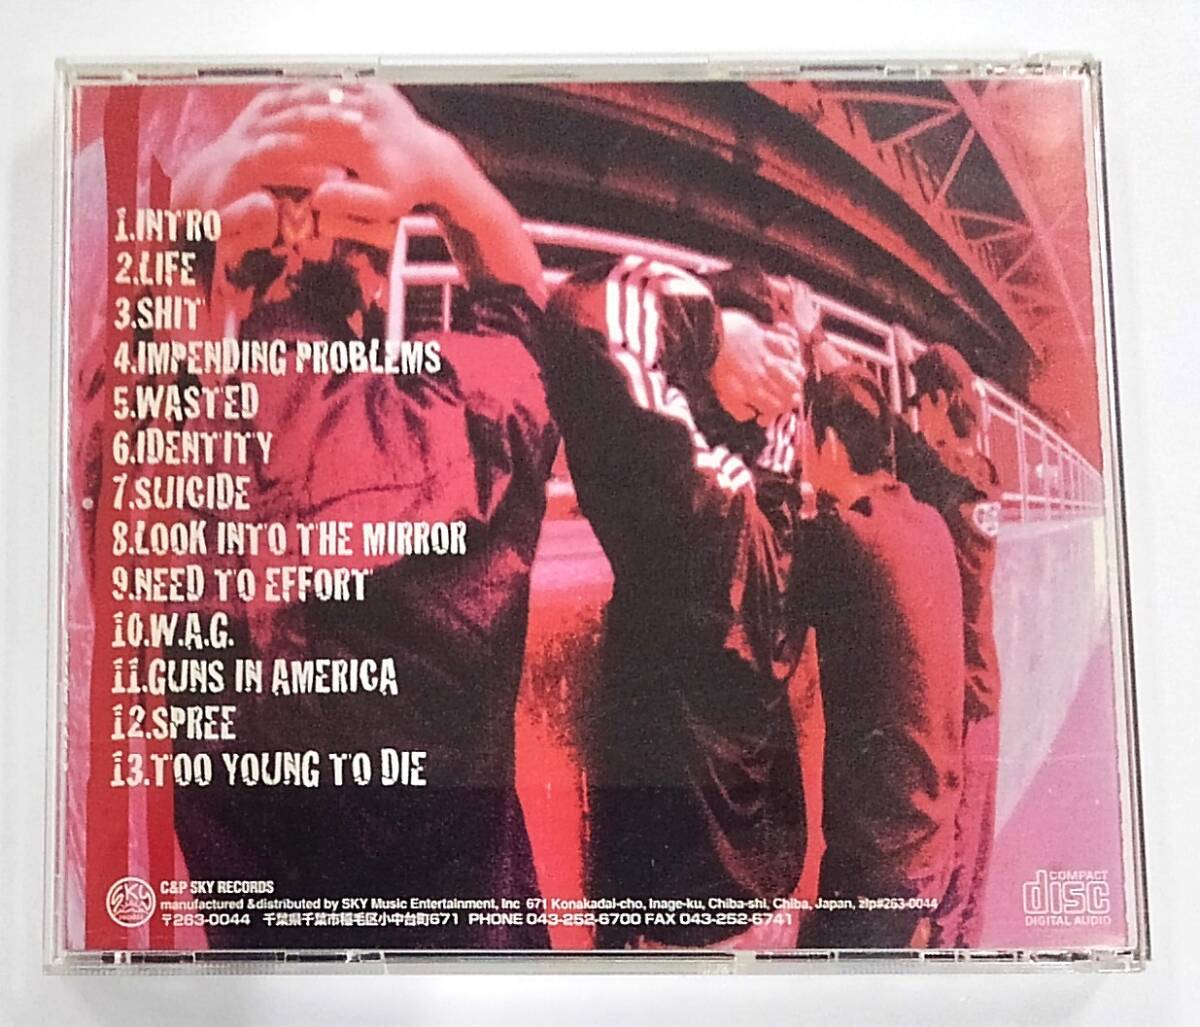 1.INTRO
2.LIFE
3.SHIT
4.IMPENDING PROBLEMS
5.WASTED
6.IDENTITY
7.SUICIDE
8.LOOK INTO THE MIRROR
9.NEED TO EFFORT
10.W.A.G.
11.GUNS IN AMERICA
12.SPREE
13.TOO YOUNG TO DIE
SKY
C&P SKY RECORDS
manufactured &distributed by SKY Music Entertainment, Inc 671 Konakadai-cho, Inage-ku, Chiba-shi, Chiba, Japan, zip#263-0044
〒263-0044 千葉県千葉市稲毛区小中台町671 PHONE 043-252-6700 FAX 043-252-6741
COMPACT
disc
DIGITAL AUDIO